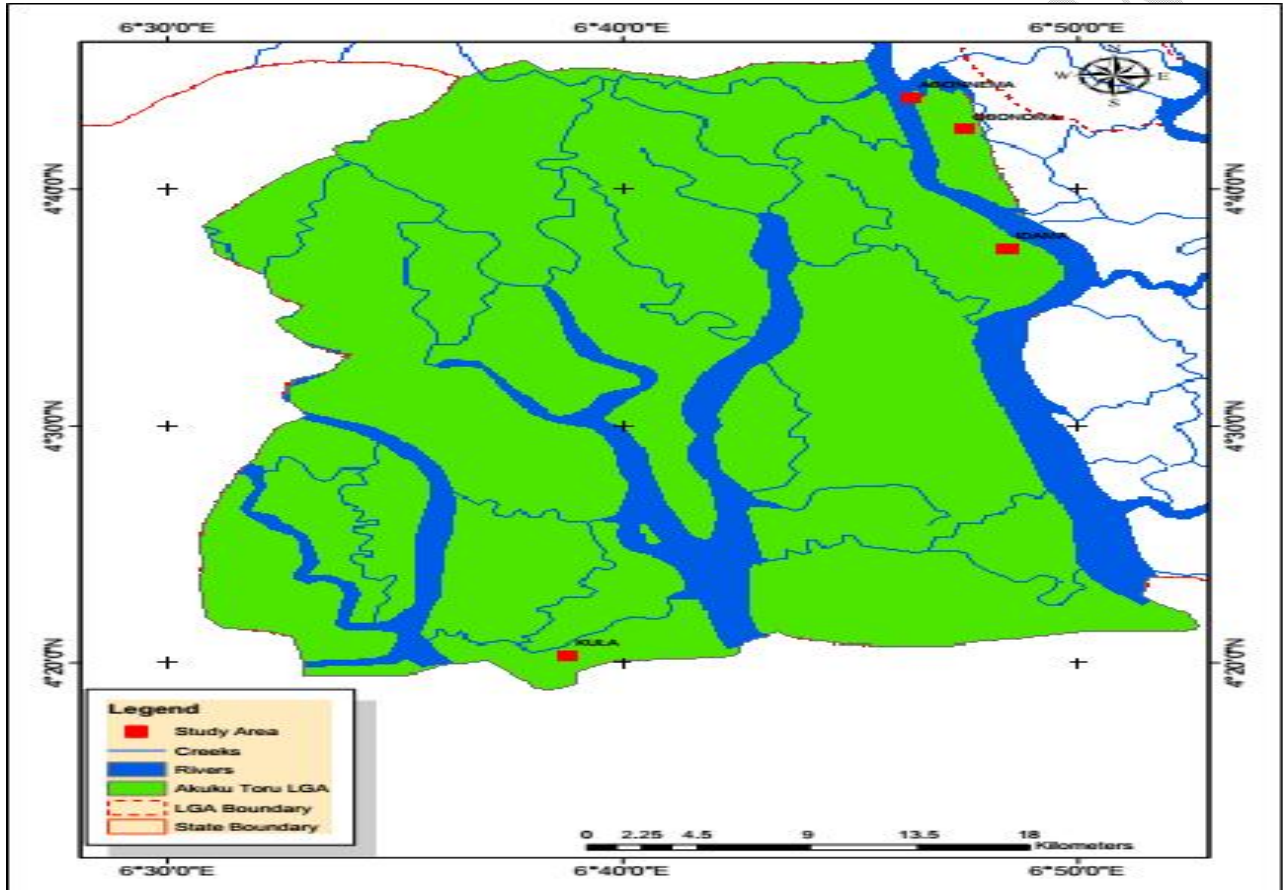 6°30'0"E 6°40'0"E 6°50'0"E
N
W E
S
ABONNEMA
OBONOMA
4°40'0"N 4°40'0"N
IDAMA
4°30'0"N 4°30'0"N
KULA
4°20'0"N 4°20'0"N
Legend
Study Area
Creeks
Rivers
Akuku Toru LGA
LGA Boundary
State Boundary
0 2.25 4.5 9 13.5 18
Kilometers
6°30'0"E 6°40'0"E 6°50'0"E